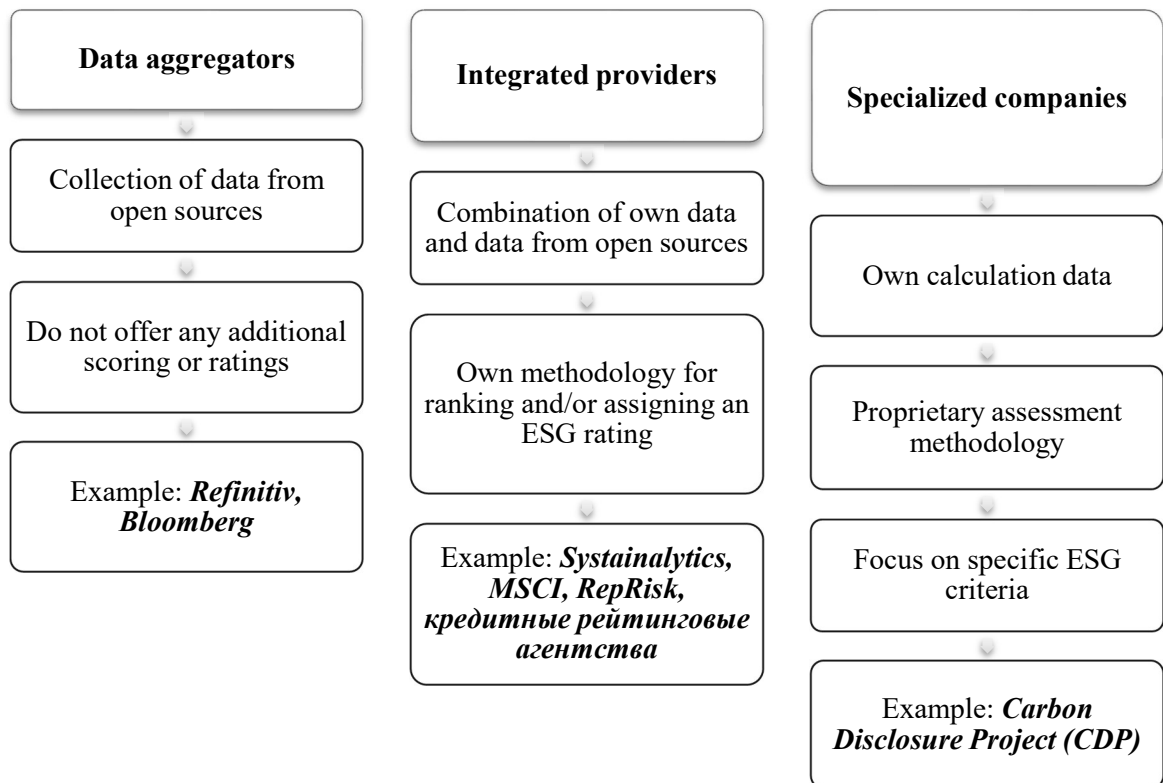 Data aggregators
Collection of data from
open sources
Do not offer any additional
scoring or ratings
Example: Refinitiv,
Bloomberg
Integrated providers
Combination of own data
and data from open sources
Own methodology for
ranking and/or assigning an
ESG rating
Example: Systainalytics,
MSCI, RepRisk,
кредитные рейтинговые
агентства
Specialized companies
Own calculation data
Proprietary assessment
methodology
Focus on specific ESG
criteria
Example: Carbon
Disclosure Project (CDP)